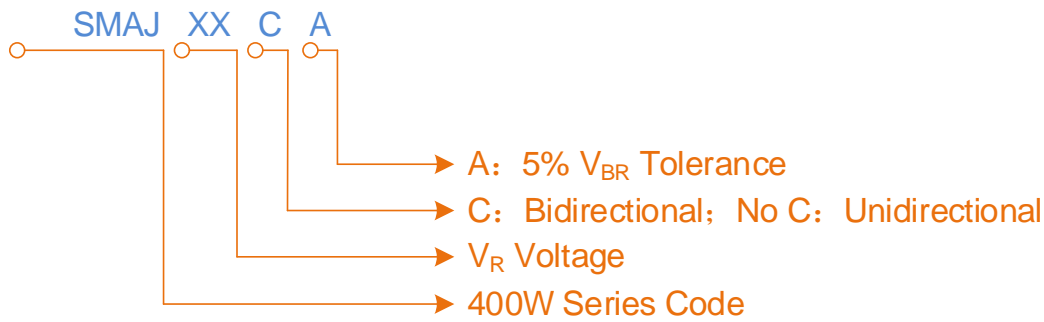 SMAJ XX C A
A：5% VBR Tolerance
C：Bidirectional；No C：Unidirectional
VR Voltage
400W Series Code